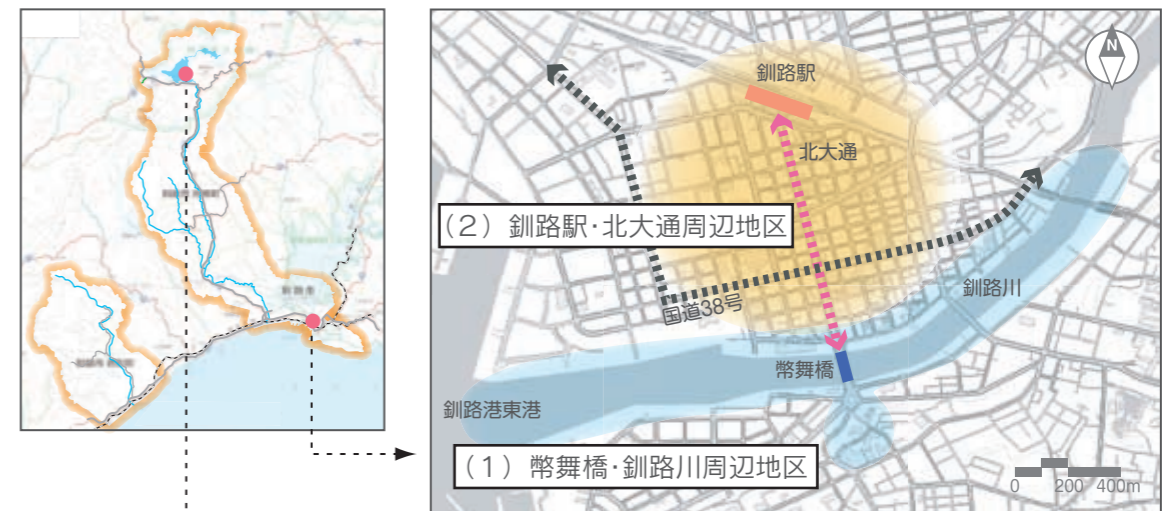 N
釧路駅
北大通
(2) 釧路駅・北大通周辺地区
国道38号
釧路川
幣舞橋
釧路港東港
(1) 幣舞橋・釧路川周辺地区
0 200 400m